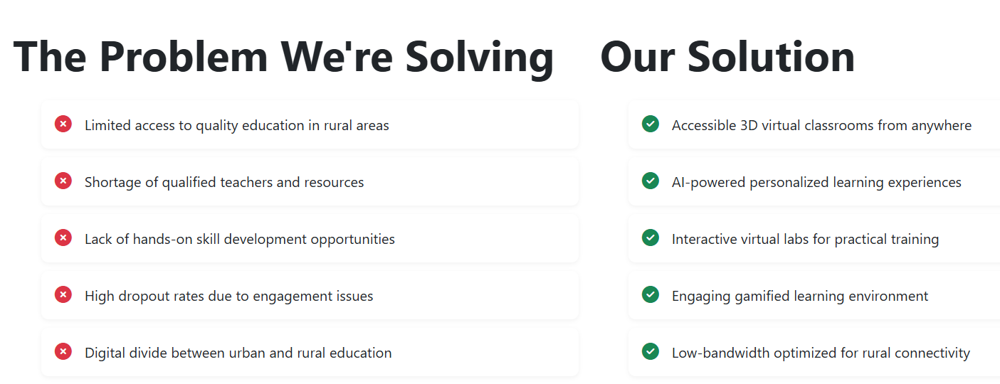 The Problem We're Solving
Limited access to quality education in rural areas
Shortage of qualified teachers and resources
Lack of hands-on skill development opportunities
High dropout rates due to engagement issues
Digital divide between urban and rural education
Our Solution
Accessible 3D virtual classrooms from anywhere
AI-powered personalized learning experiences
Interactive virtual labs for practical training
Engaging gamified learning environment
Low-bandwidth optimized for rural connectivity